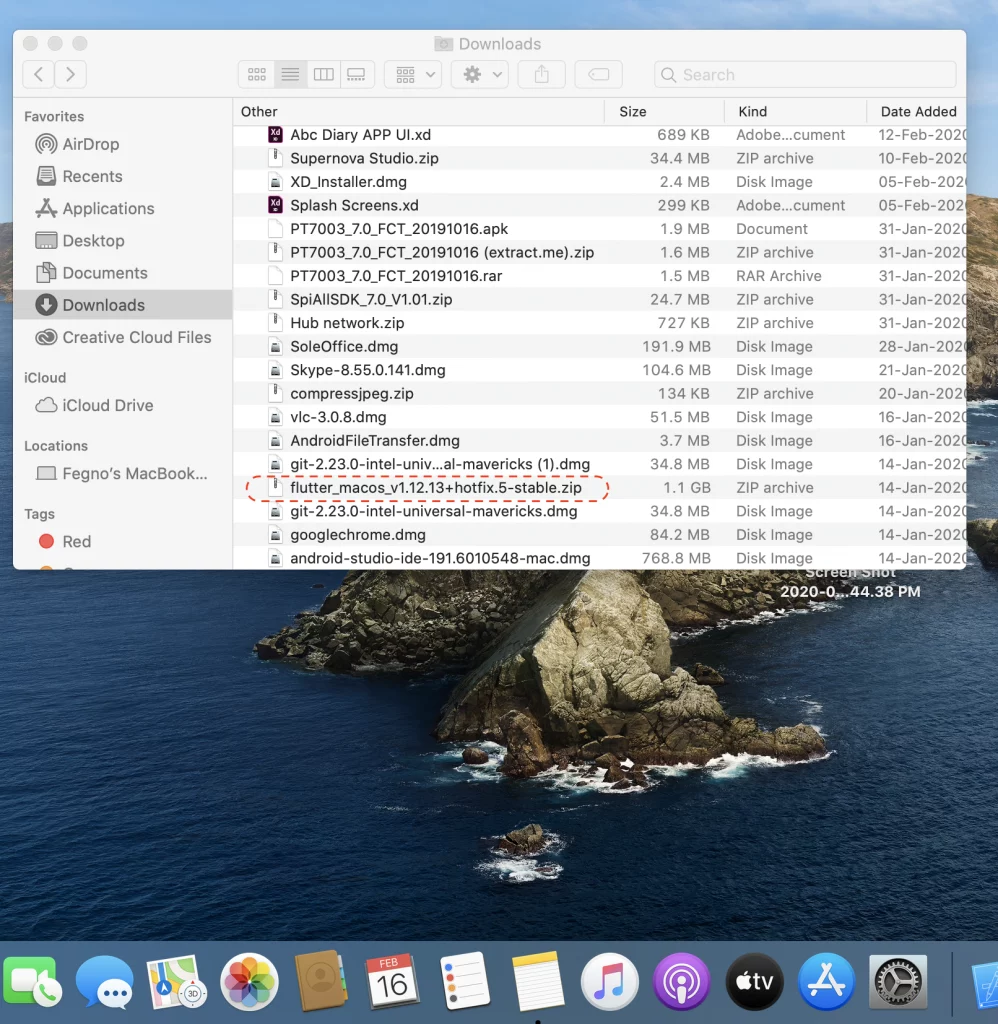 Downloads
Search
Favorites
AirDrop
Recents
Applications
Desktop
Documents
Downloads
Creative Cloud Files
iCloud
iCloud Drive
Locations
Fegno’s MacBook...
Tags
Red
Other Size Kind Date Added
Abc Diary APP UI.xd 689 KB Adobe...cument 12-Feb-2020
Supernova Studio.zip 34.4 MB ZIP archive 10-Feb-2020
XD_Installer.dmg 2.4 MB Disk Image 05-Feb-2020
Splash Screens.xd 299 KB Adobe...cument 05-Feb-2020
PT7003_7.0_FCT_20191016.apk 1.9 MB Document 31-Jan-2020
PT7003_7.0_FCT_20191016 (extract.me).zip 1.6 MB ZIP archive 31-Jan-2020
PT7003_7.0_FCT_20191016.rar 1.5 MB RAR Archive 31-Jan-2020
SpiAllSDK_7.0_V1.01.zip 24.7 MB ZIP archive 31-Jan-2020
Hub network.zip 727 KB ZIP archive 31-Jan-2020
SoleOffice.dmg 191.9 MB Disk Image 28-Jan-2020
Skype-8.55.0.141.dmg 104.6 MB Disk Image 21-Jan-2020
compressjpeg.zip 134 KB ZIP archive 20-Jan-2020
vlc-3.0.8.dmg 51.5 MB Disk Image 16-Jan-2020
AndroidFileTransfer.dmg 3.7 MB Disk Image 16-Jan-2020
git-2.23.0-intel-univ...al-mavericks (1).dmg 34.8 MB Disk Image 14-Jan-2020
flutter_macos_v1.12.13+hotfix.5-stable.zip 1.1 GB ZIP archive 14-Jan-2020
git-2.23.0-intel-universal-mavericks.dmg 34.8 MB Disk Image 14-Jan-2020
googlechrome.dmg 84.2 MB Disk Image 14-Jan-2020
android-studio-ide-191.6010548-mac.dmg 768.8 MB Disk Image 14-Jan-2020
Screen Shot
2020-0...44.38 PM
3D
FEB
16
tv